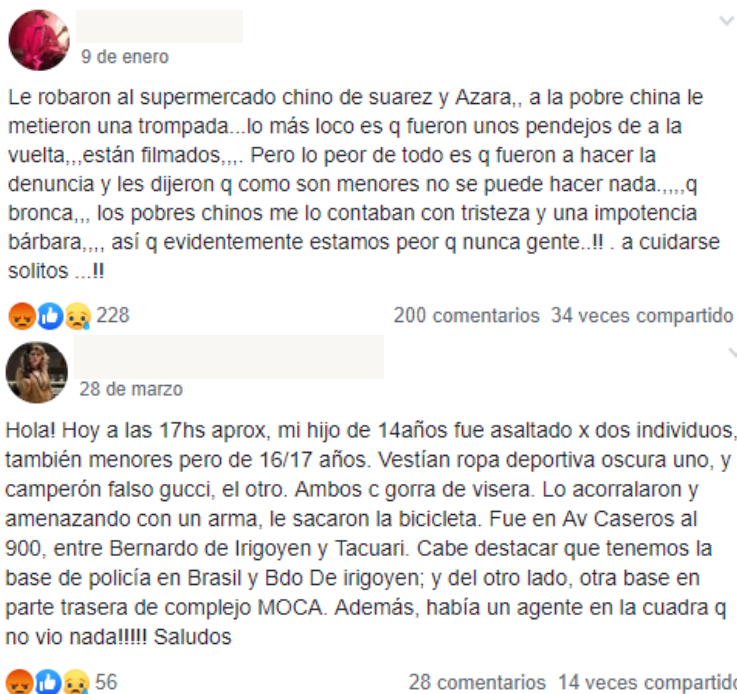 9 de enero
Le robaron al supermercado chino de suarez y Azara,, a la pobre china le
metieron una trompada...lo más loco es q fueron unos pendejos de a la
vuelta,,,están filmados,,,. Pero lo peor de todo es q fueron a hacer la
denuncia y les dijeron q como son menores no se puede hacer nada.,,,,q
bronca,,, los pobres chinos me lo contaban con tristeza y una impotencia
bárbara,,,, así q evidentemente estamos peor q nunca gente..!! . a cuidarse
solitos ...!!
228 200 comentarios 34 veces compartido
28 de marzo
Hola! Hoy a las 17hs aprox, mi hijo de 14años fue asaltado x dos individuos,
también menores pero de 16/17 años. Vestían ropa deportiva oscura uno, y
camperón falso gucci, el otro. Ambos c gorra de visera. Lo acorralaron y
amenazando con un arma, le sacaron la bicicleta. Fue en Av Caseros al
900, entre Bernardo de Irigoyen y Tacuari. Cabe destacar que tenemos la
base de policía en Brasil y Bdo De irigoyen; y del otro lado, otra base en
parte trasera de complejo MOCA. Además, había un agente en la cuadra q
no vio nada!!!!! Saludos
56 28 comentarios 14 veces compartido